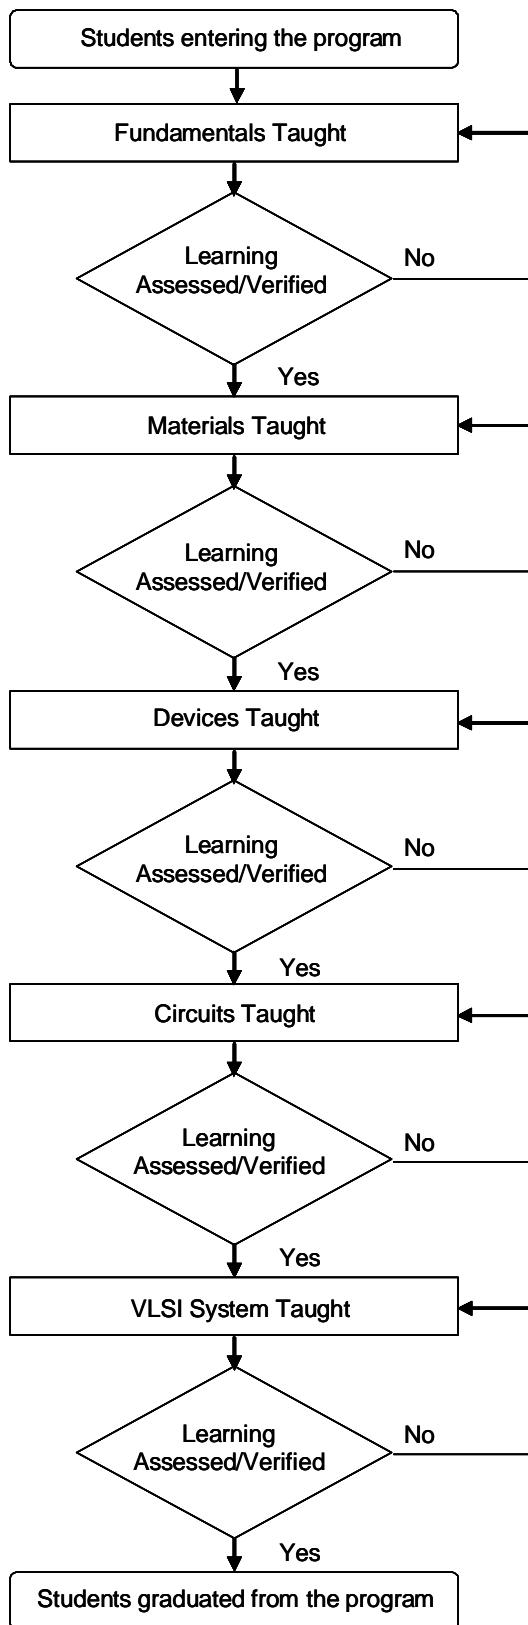 Students entering the program
Fundamentals Taught
Learning
Assessed/Verified
No
Yes
Materials Taught
Learning
Assessed/Verified
No
Yes
Devices Taught
Learning
Assessed/Verified
No
Yes
Circuits Taught
Learning
Assessed/Verified
No
Yes
VLSI System Taught
Learning
Assessed/Verified
No
Yes
Students graduated from the program